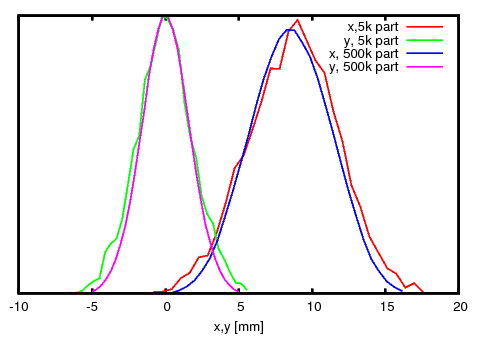 x,5k part
y, 5k part
x, 500k part
y, 500k part
-10 -5 0 5 10 15 20
x,y [mm]